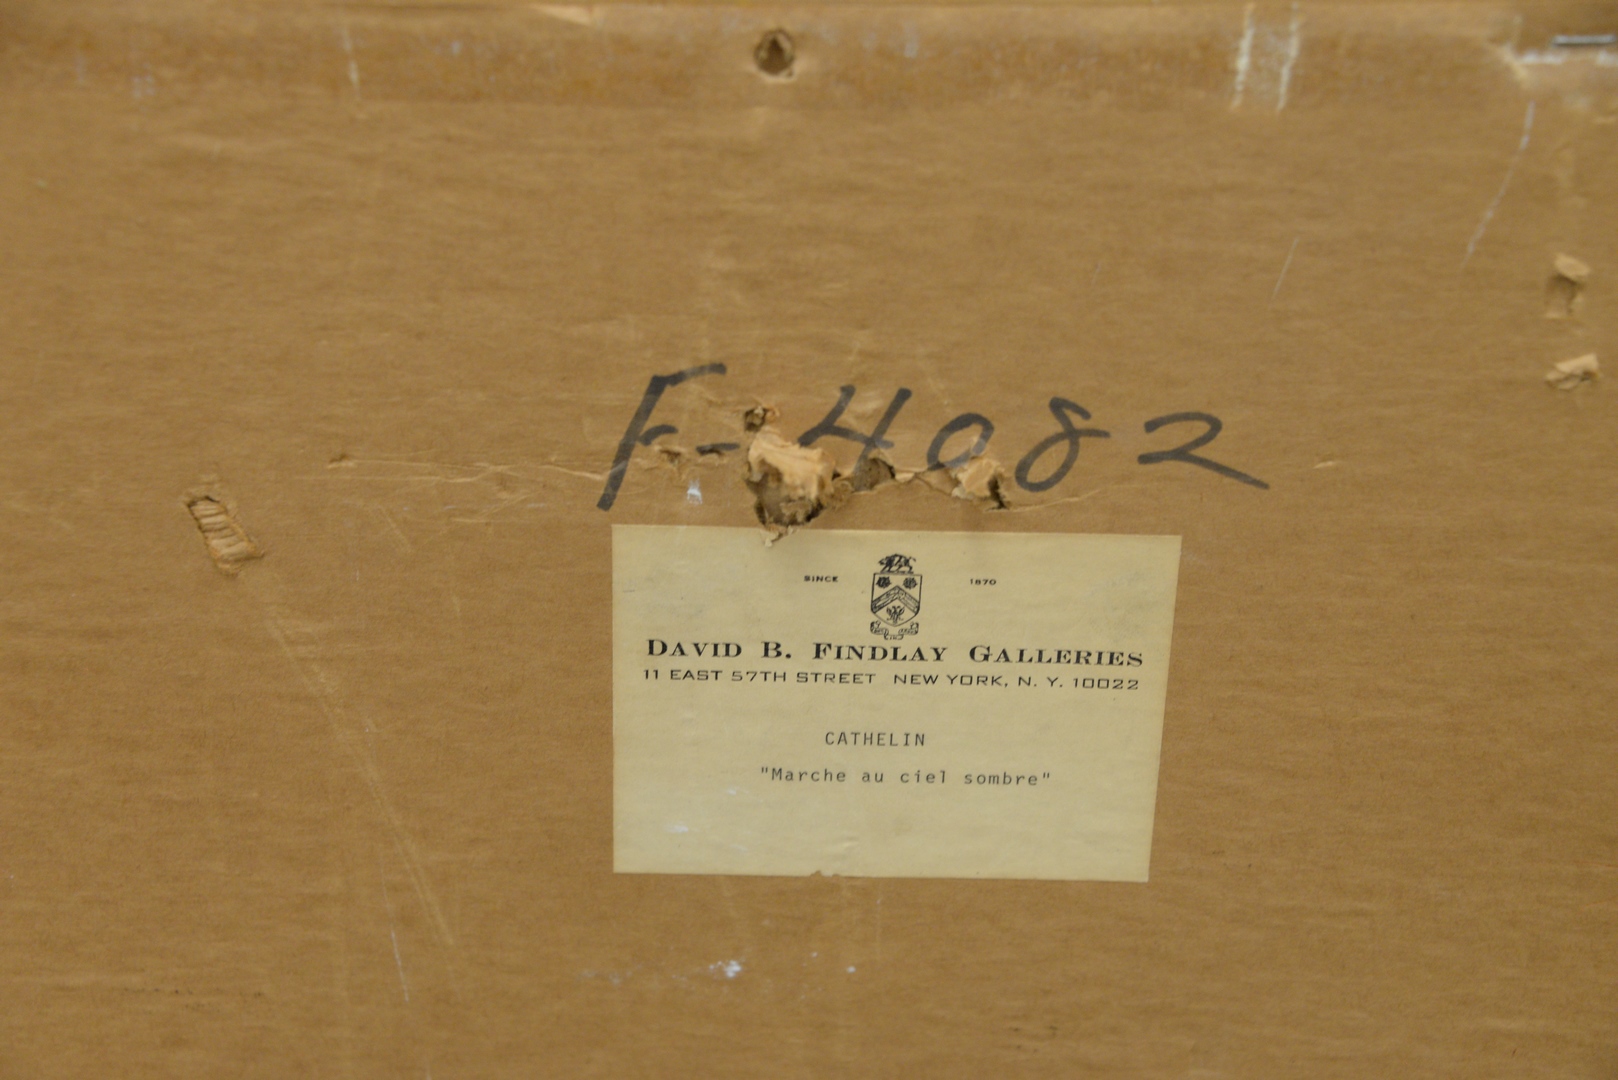 F-4082
SINCE 1870
DAVID B. FINDLAY GALLERIES
11 EAST 57TH STREET NEW YORK, N. Y. 10022
CATHELIN
"Marche au ciel sombre"